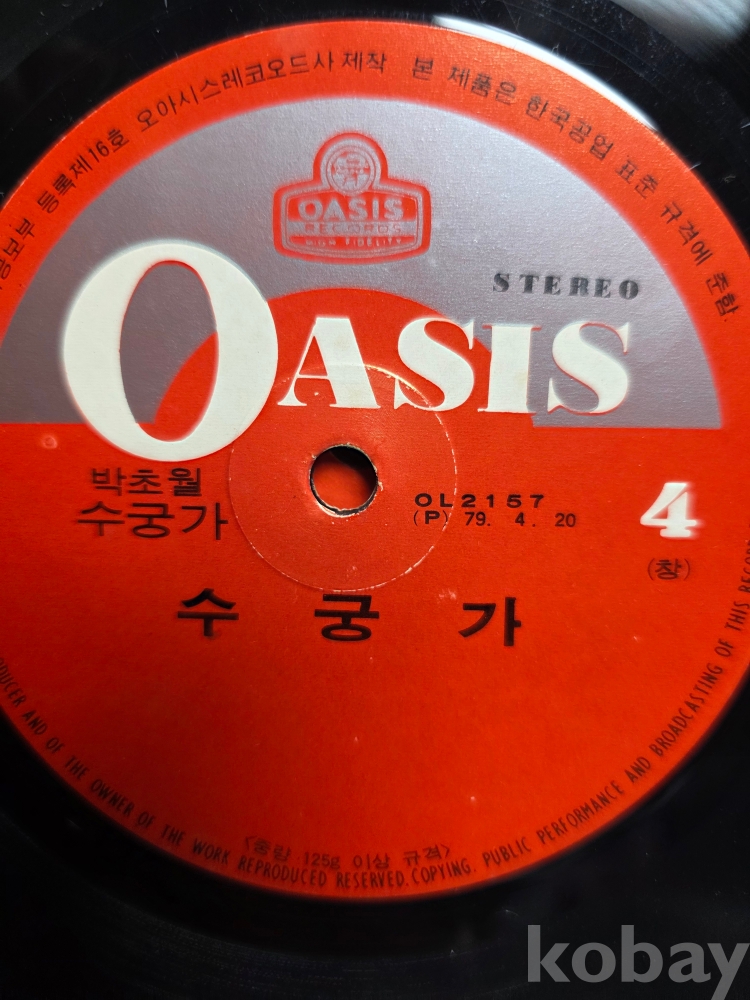 공보부 등록제16호 오아시스레코오드사 제작 본 제품은 한국공업 표준 규격에 준함.
OASIS
RECORDS
HIGH FIDELITY
STEREO
OASIS
박초월
수궁가
OL2157
(P) 79. 4. 20
4
(창)
수 궁 가
<중량 125g 이상 규격>
AND OF THE OWNER OF THE WORK REPRODUCED RESERVED. COPYING. PUBLIC PERFORMANCE AND BROADCASTING OF THIS
kobay